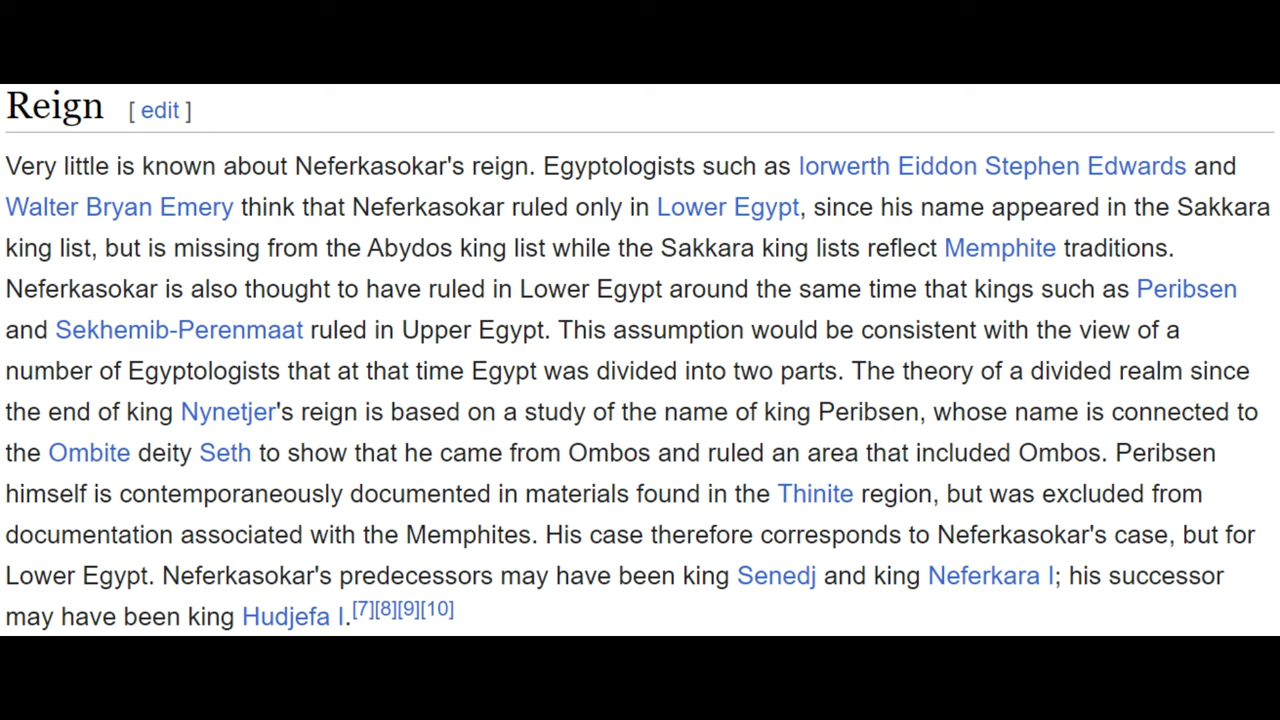 Reign [ edit ]
Very little is known about Neferkasokar's reign. Egyptologists such as Iorwerth Eiddon Stephen Edwards and
Walter Bryan Emery think that Neferkasokar ruled only in Lower Egypt, since his name appeared in the Sakkara
king list, but is missing from the Abydos king list while the Sakkara king lists reflect Memphite traditions.
Neferkasokar is also thought to have ruled in Lower Egypt around the same time that kings such as Peribsen
and Sekhemib-Perenmaat ruled in Upper Egypt. This assumption would be consistent with the view of a
number of Egyptologists that at that time Egypt was divided into two parts. The theory of a divided realm since
the end of king Nynetjer's reign is based on a study of the name of king Peribsen, whose name is connected to
the Ombite deity Seth to show that he came from Ombos and ruled an area that included Ombos. Peribsen
himself is contemporaneously documented in materials found in the Thinite region, but was excluded from
documentation associated with the Memphites. His case therefore corresponds to Neferkasokar's case, but for
Lower Egypt. Neferkasokar's predecessors may have been king Senedj and king Neferkara I; his successor
may have been king Hudjefa I.[7][8][9][10]